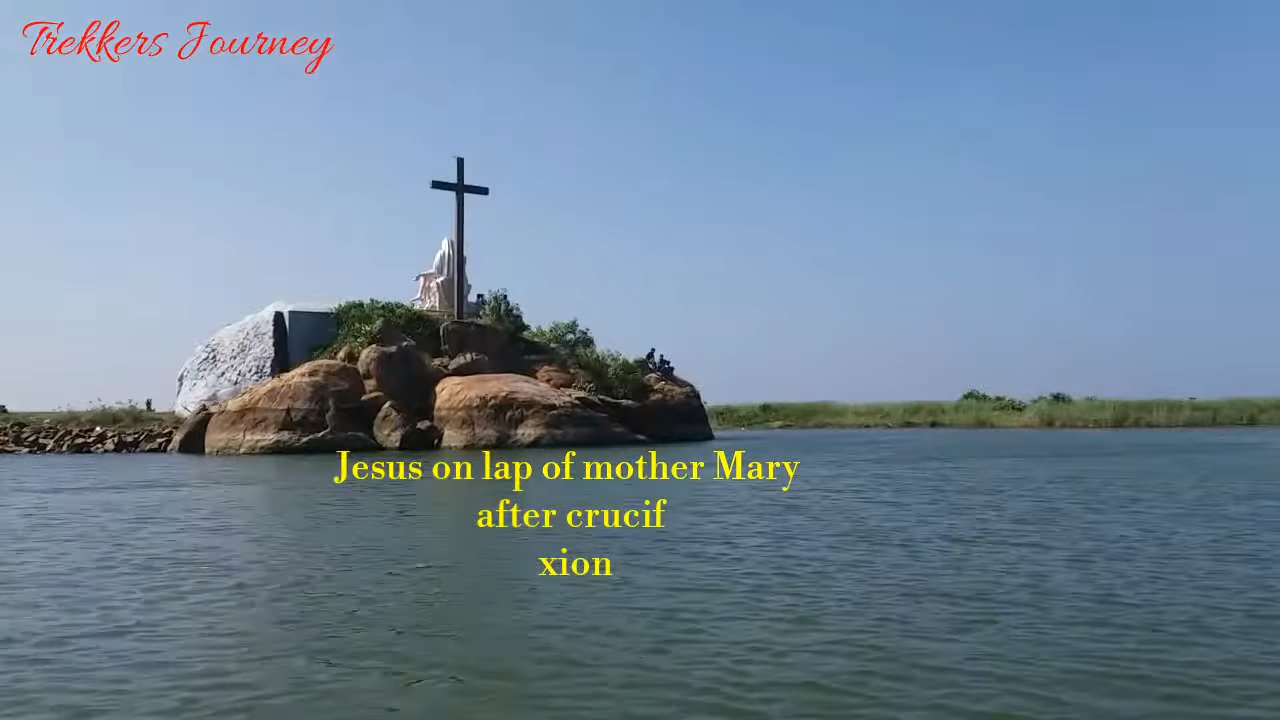 Trekkers Journey
Jesus on lap of mother Mary
after crucif
xion